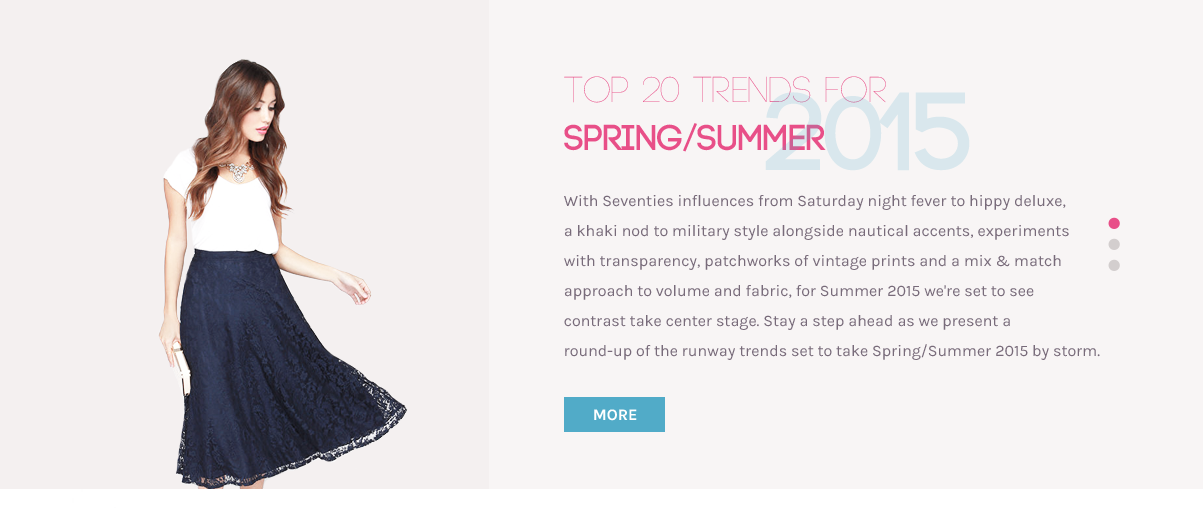 TOP 20 TRENDS FOR
SPRING/SUMMER
2015
With Seventies influences from Saturday night fever to hippy deluxe,
a khaki nod to military style alongside nautical accents, experiments
with transparency, patchworks of vintage prints and a mix & match
approach to volume and fabric, for Summer 2015 we're set to see
contrast take center stage. Stay a step ahead as we present a
round-up of the runway trends set to take Spring/Summer 2015 by storm.
MORE